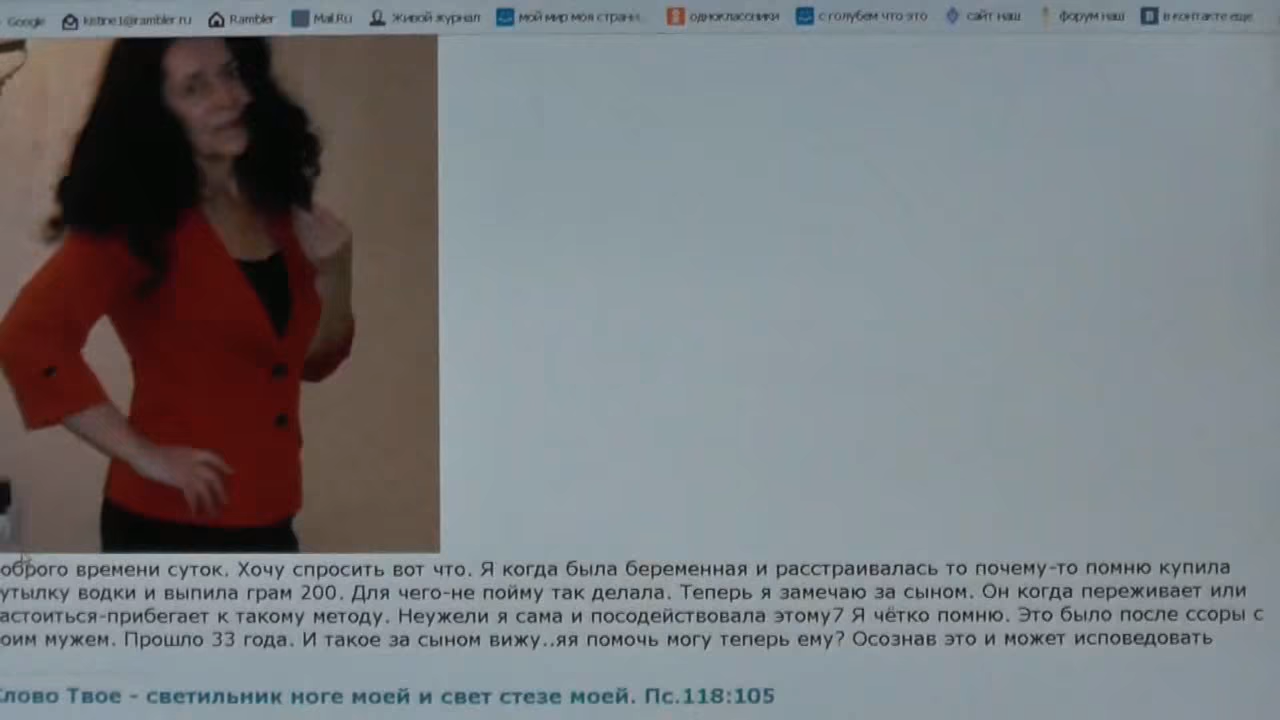 Google kstine1@rambler.ru Rambler Mail.Ru Живой журнал мой мир моя страни одноклассники с голубем что это сайт наш форум наш в контакте еще
оброго времени суток. Хочу спросить вот что. Я когда была беременная и расстраивалась то почему-то помню купила
утылку водки и выпила грам 200. Для чего-не пойму так делала. Теперь я замечаю за сыном. Он когда переживает или
астоиться-прибегает к такому методу. Неужели я сама и посодействовала этому? Я чётко помню. Это было после ссоры с
оим мужем. Прошло 33 года. И такое за сыном вижу..яя помочь могу теперь ему? Осознав это и может исповедовать
Слово Твое - светильник ноге моей и свет стезе моей. Пс.118:105